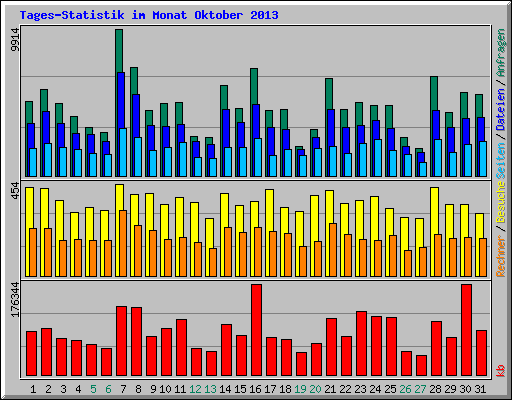 Tages-Statistik im Monat Oktober 2013
9914
454
176344
Seiten / Dateien / Anfragen
Rechner / Besuche
kb
1 2 3 4 5 6 7 8 9 10 11 12 13 14 15 16 17 18 19 20 21 22 23 24 25 26 27 28 29 30 31